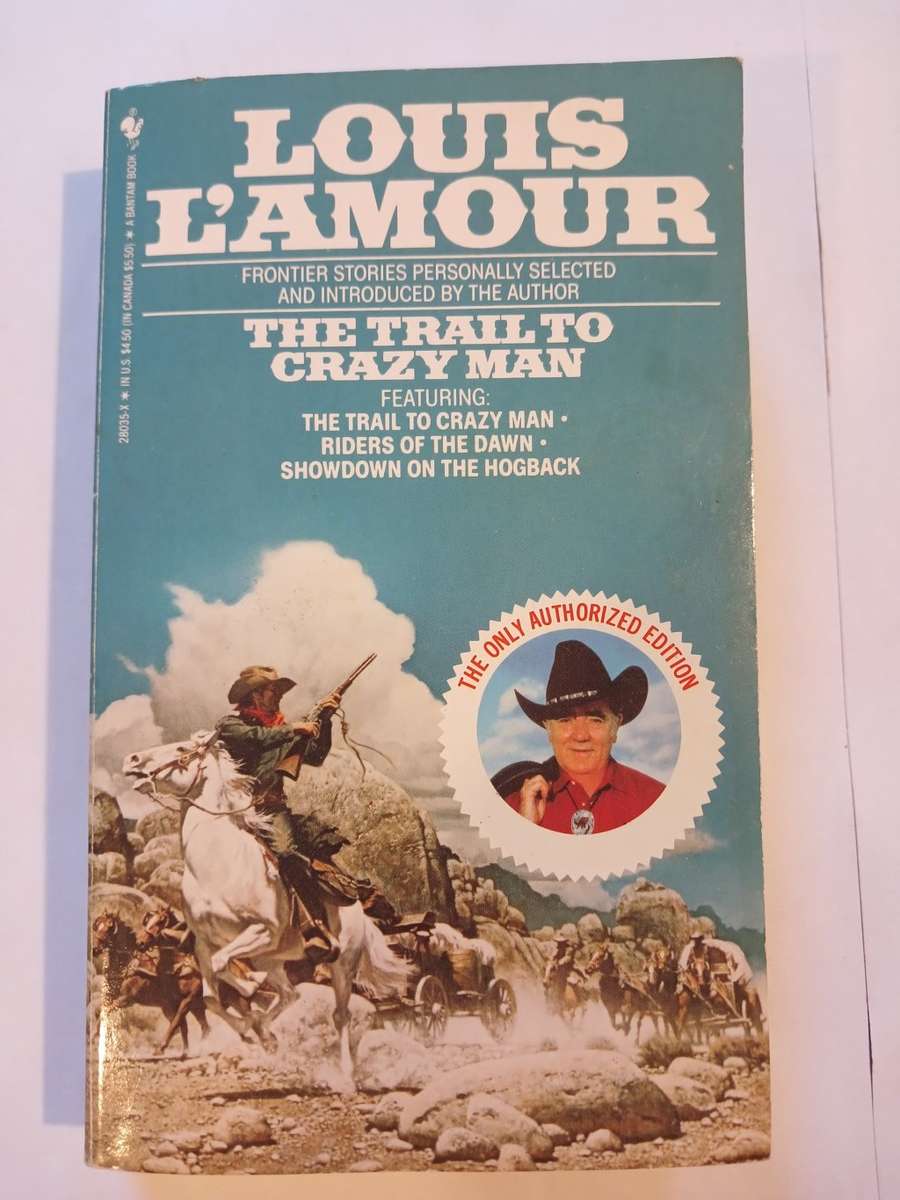 LOUIS
L'AMOUR
FRONTIER STORIES PERSONALLY SELECTED
AND INTRODUCED BY THE AUTHOR
THE TRAIL TO
CRAZY MAN
FEATURING:
THE TRAIL TO CRAZY MAN •
RIDERS OF THE DAWN •
SHOWDOWN ON THE HOGBACK
THE ONLY AUTHORIZED EDITION
28035-X ★ IN U.S. $4.50 (IN CANADA $5.50) ★ A BANTAM BOOK ®